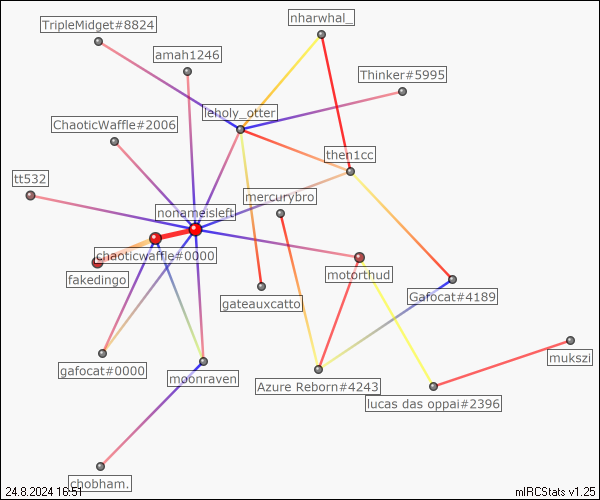 nharwhal_
TripleMidget#8824
amah1246
Thinker#5995
leholy_otter
ChaoticWaffle#2006
then1cc
tt532
mercurybro
nonameisleft
chaoticwaffle#0000
fakedingo
motorthud
gateauxcatto
Gafocat#4189
mukszi
gafocat#0000
moonraven
Azure Reborn#4243
lucas das oppai#2396
chobham.
24.8.2024 16:51
mIRCStats v1.25